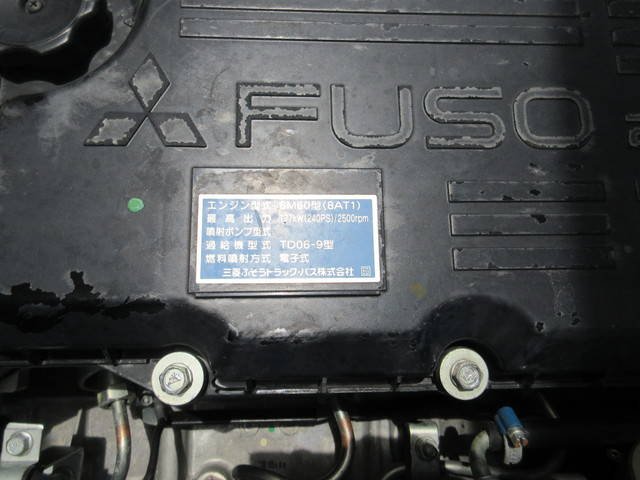 FUSO
エンジン型式 6M60型(8AT1)
最高出力 177kW(240PS)/2500rpm
噴射ポンプ型式
過給機型式 TD06-9型
燃料噴射方式 電子式
三菱ふそうトラック・バス株式会社